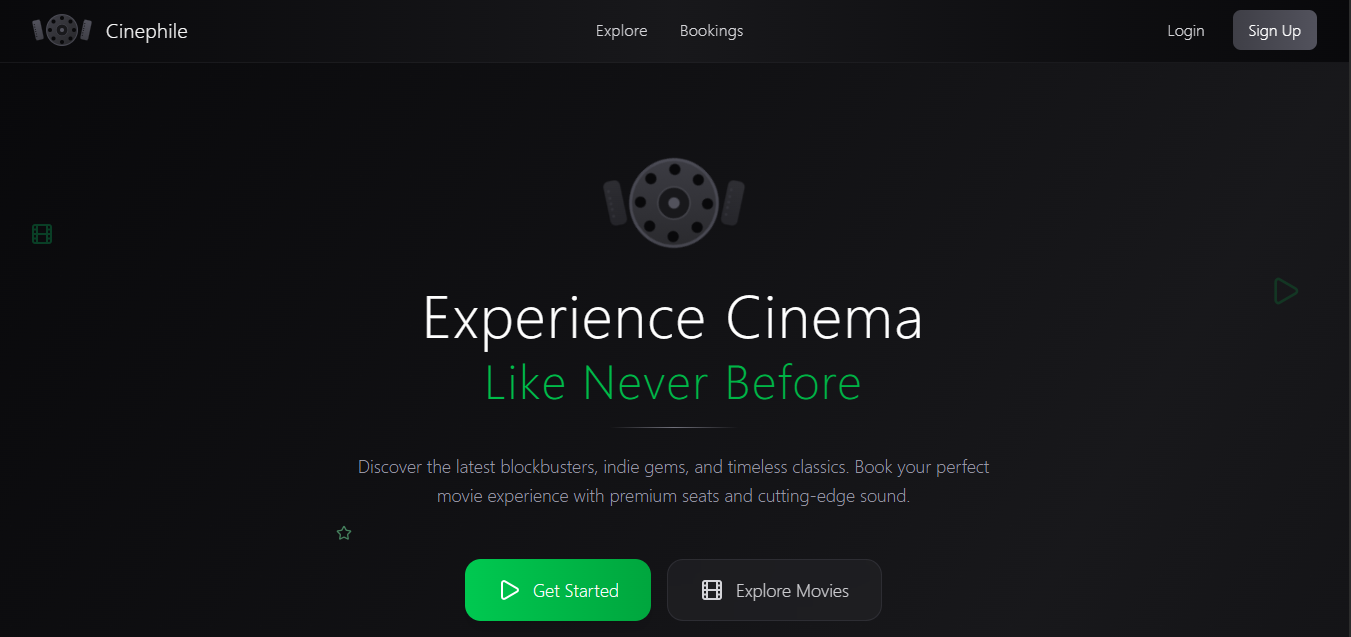 Cinephile
Explore
Bookings
Login
Sign Up
Experience Cinema
Like Never Before
Discover the latest blockbusters, indie gems, and timeless classics. Book your perfect
movie experience with premium seats and cutting-edge sound.
Get Started
Explore Movies